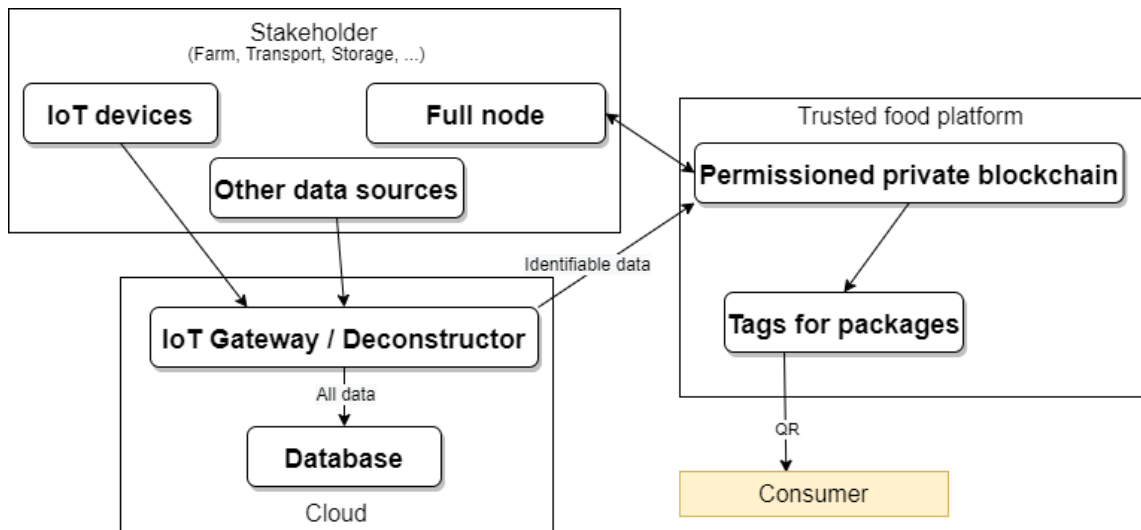 Stakeholder
(Farm, Transport, Storage, ...)
IoT devices
Full node
Other data sources
Trusted food platform
Permissioned private blockchain
Identifiable data
IoT Gateway / Deconstructor
Tags for packages
All data
QR
Database
Consumer
Cloud